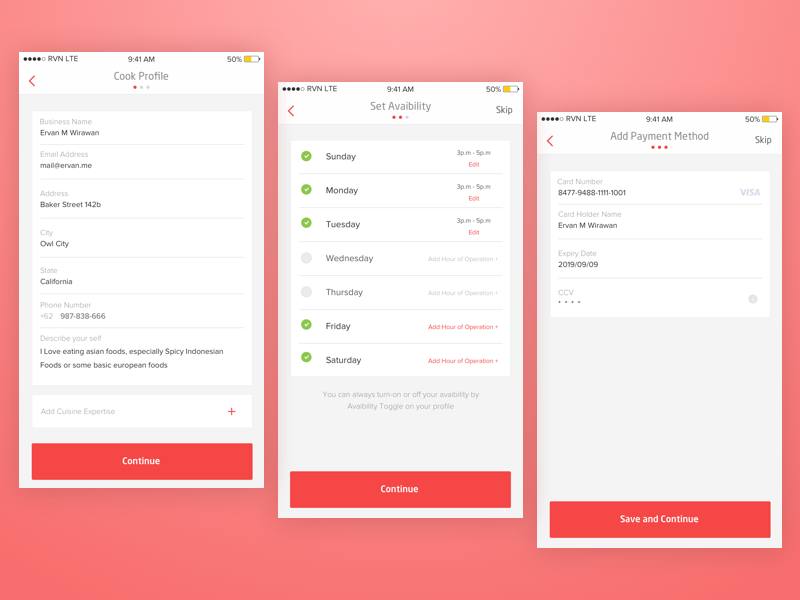 RVN LTE 9:41 AM 50%
Cook Profile
Business Name
Ervan M Wirawan
Email Address
mail@ervan.me
Address
Baker Street 142b
City
Owl City
State
California
Phone Number
+62 987-838-666
Describe your self
I Love eating asian foods, especially Spicy Indonesian
Foods or some basic european foods
Add Cuisine Expertise +
Continue
RVN LTE 9:41 AM 50%
Set Avaibility Skip
Sunday 3p.m - 5p.m
Edit
Monday 3p.m - 5p.m
Edit
Tuesday 3p.m - 5p.m
Edit
Wednesday Add Hour of Operation +
Thursday Add Hour of Operation +
Friday Add Hour of Operation +
Saturday Add Hour of Operation +
You can always turn-on or off your avaibility by
Avaibility Toggle on your profile
Continue
RVN LTE 9:41 AM 50%
Add Payment Method Skip
Card Number
8477-9488-1111-1001 VISA
Card Holder Name
Ervan M Wirawan
Expiry Date
2019/09/09
CCV
* * * *
Save and Continue